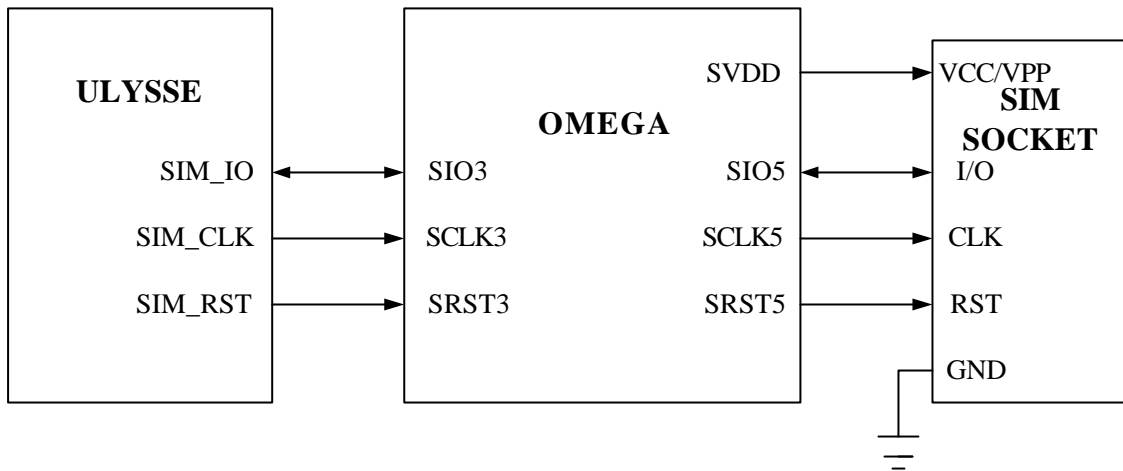 ULYSSE
SIM_IO
SIM_CLK
SIM_RST
OMEGA
SVDD
SIO3
SIO5
SCLK3
SCLK5
SRST3
SRST5
VCC/VPP
SIM
SOCKET
I/O
CLK
RST
GND